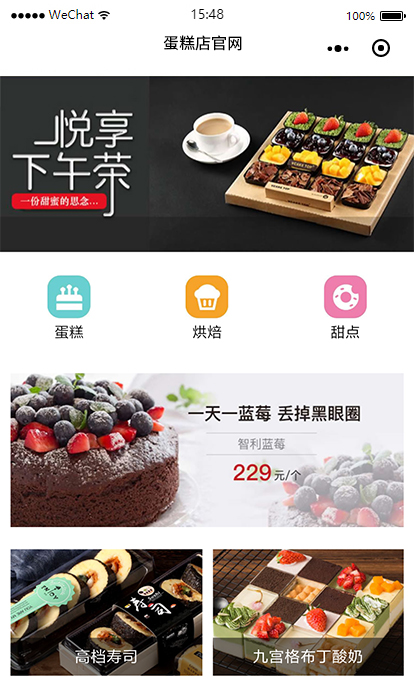 WeChat
15:48
100%
蛋糕店官网
悦享
下午茶
一份甜蜜的思念...
蛋糕
烘焙
甜点
一天一蓝莓 丢掉黑眼圈
智利蓝莓
229元/个
寿司
高档寿司
九宫格布丁酸奶